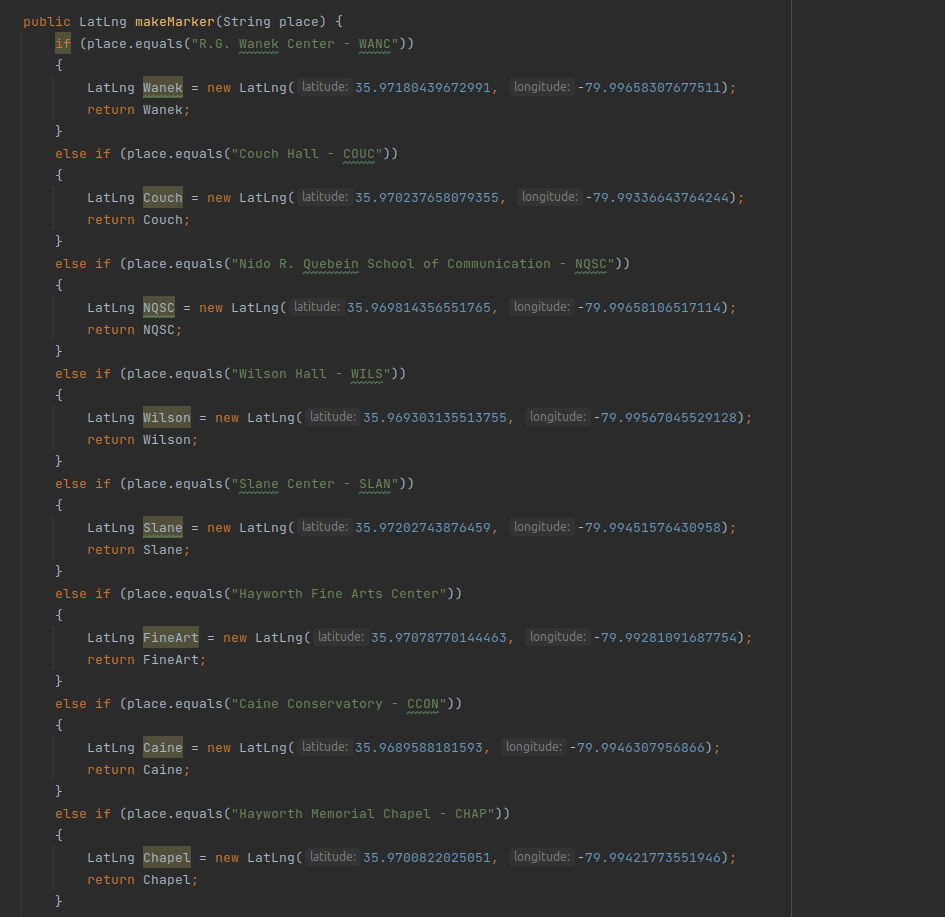 public LatLng makeMarker(String place) {
if (place.equals("R.G. Wanek Center - WANC"))
{
LatLng Wanek = new LatLng( latitude: 35.97180439672991, longitude: -79.99658307677511);
return Wanek;
}
else if (place.equals("Couch Hall - COUC"))
{
LatLng Couch = new LatLng( latitude: 35.970237658079355, longitude: -79.99336643764244);
return Couch;
}
else if (place.equals("Nido R. Quebein School of Communication - NQSC"))
{
LatLng NQSC = new LatLng( latitude: 35.969814356551765, longitude: -79.99658106517114);
return NQSC;
}
else if (place.equals("Wilson Hall - WILS"))
{
LatLng Wilson = new LatLng( latitude: 35.969303135513755, longitude: -79.99567045529128);
return Wilson;
}
else if (place.equals("Slane Center - SLAN"))
{
LatLng Slane = new LatLng( latitude: 35.97202743876459, longitude: -79.99451576430958);
return Slane;
}
else if (place.equals("Hayworth Fine Arts Center"))
{
LatLng FineArt = new LatLng( latitude: 35.97078770144463, longitude: -79.99281091687754);
return FineArt;
}
else if (place.equals("Caine Conservatory - CCON"))
{
LatLng Caine = new LatLng( latitude: 35.9689588181593, longitude: -79.9946307956866);
return Caine;
}
else if (place.equals("Hayworth Memorial Chapel - CHAP"))
{
LatLng Chapel = new LatLng( latitude: 35.9700822025051, longitude: -79.99421773551946);
return Chapel;
}